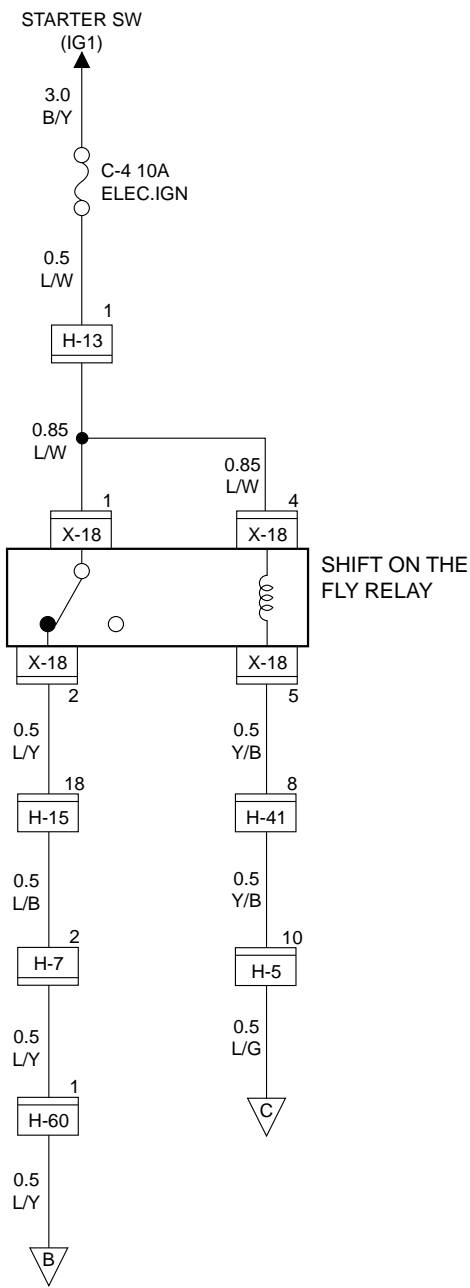 STARTER SW
(IG1)
3.0
B/Y
C-4 10A
ELEC.IGN
0.5
L/W
1
H-13
0.85
L/W
0.85
L/W
1
4
X-18
X-18
SHIFT ON THE
FLY RELAY
X-18
X-18
2
5
0.5
L/Y
0.5
Y/B
18
8
H-15
H-41
0.5
L/B
0.5
Y/B
2
10
H-7
H-5
0.5
L/Y
0.5
L/G
1
H-60
C
0.5
L/Y
B